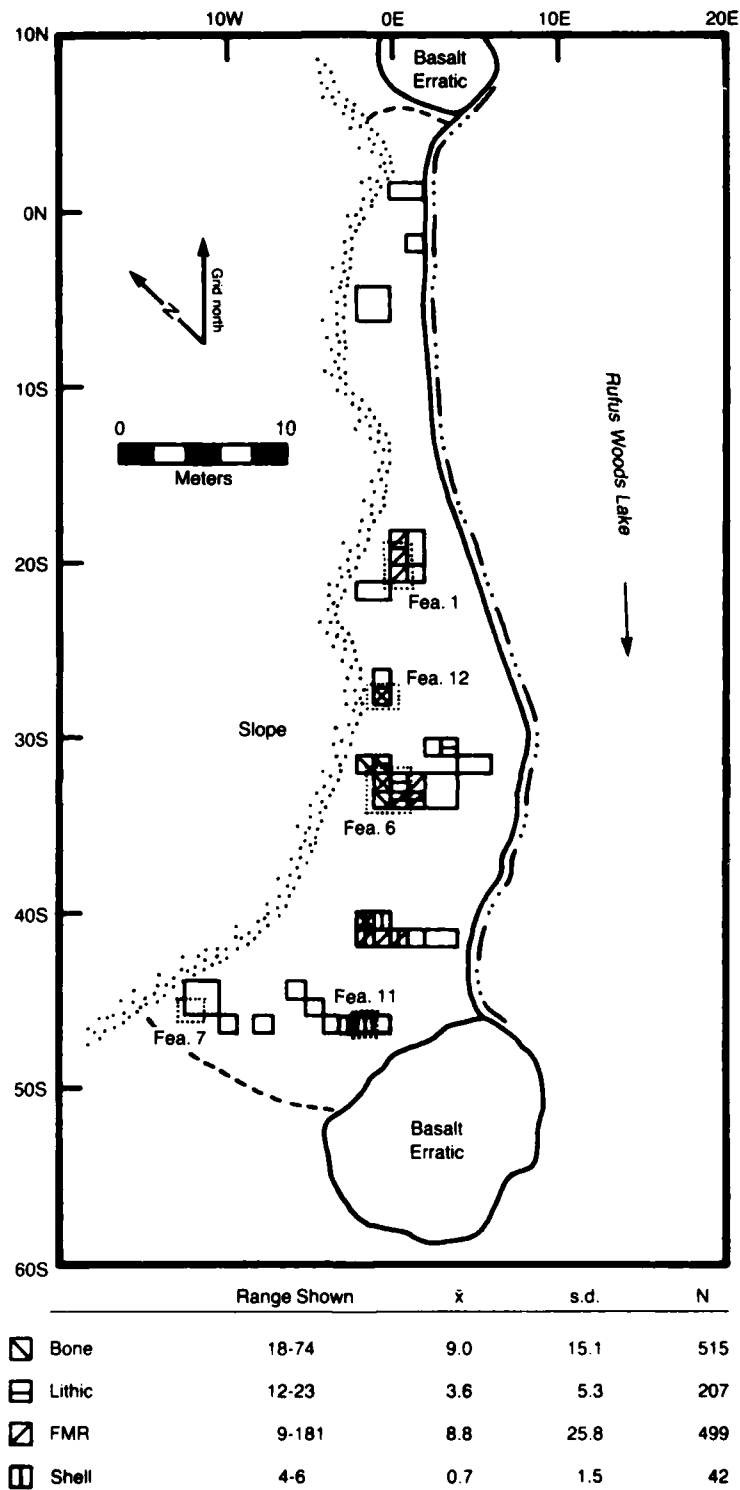 10W 0E 10E 20E
10N
Basalt
Erratic
0N
Grid north
N
10S
0 10
Meters
Rufus Woods Lake
20S
Fea. 1
Fea. 12
Slope
30S
Fea. 6
40S
Fea. 11
Fea. 7
50S
Basalt
Erratic
60S
Range Shown x̄ s.d. N
Bone 18-74 9.0 15.1 515
Lithic 12-23 3.6 5.3 207
FMR 9-181 8.8 25.8 499
Shell 4-6 0.7 1.5 42